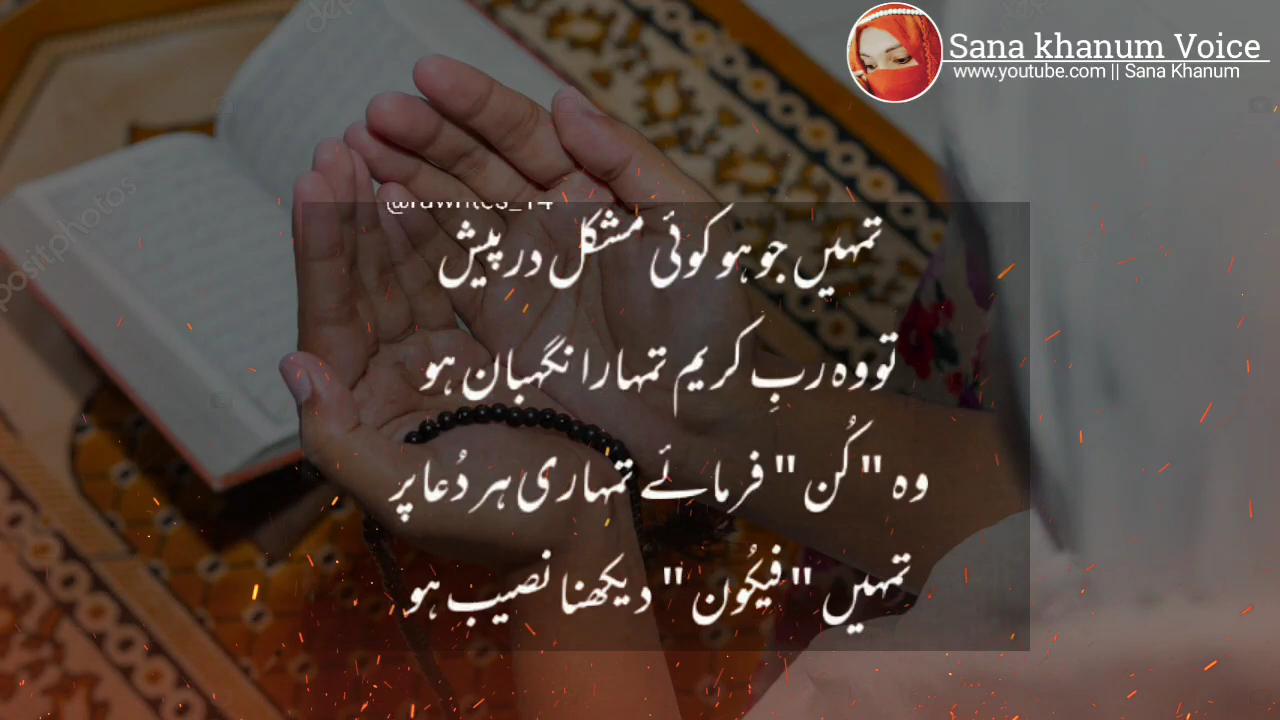 Sana khanum Voice
www.youtube.com || Sana Khanum
تمہیں جو ہو کوئی مشکل درپیش
تو وہ ربِ کریم تمہارا نگہبان ہو
وہ "کُن" فرمائے تمہاری ہر دُعا پر
تمہیں "فیکُون" دیکھنا نصیب ہو